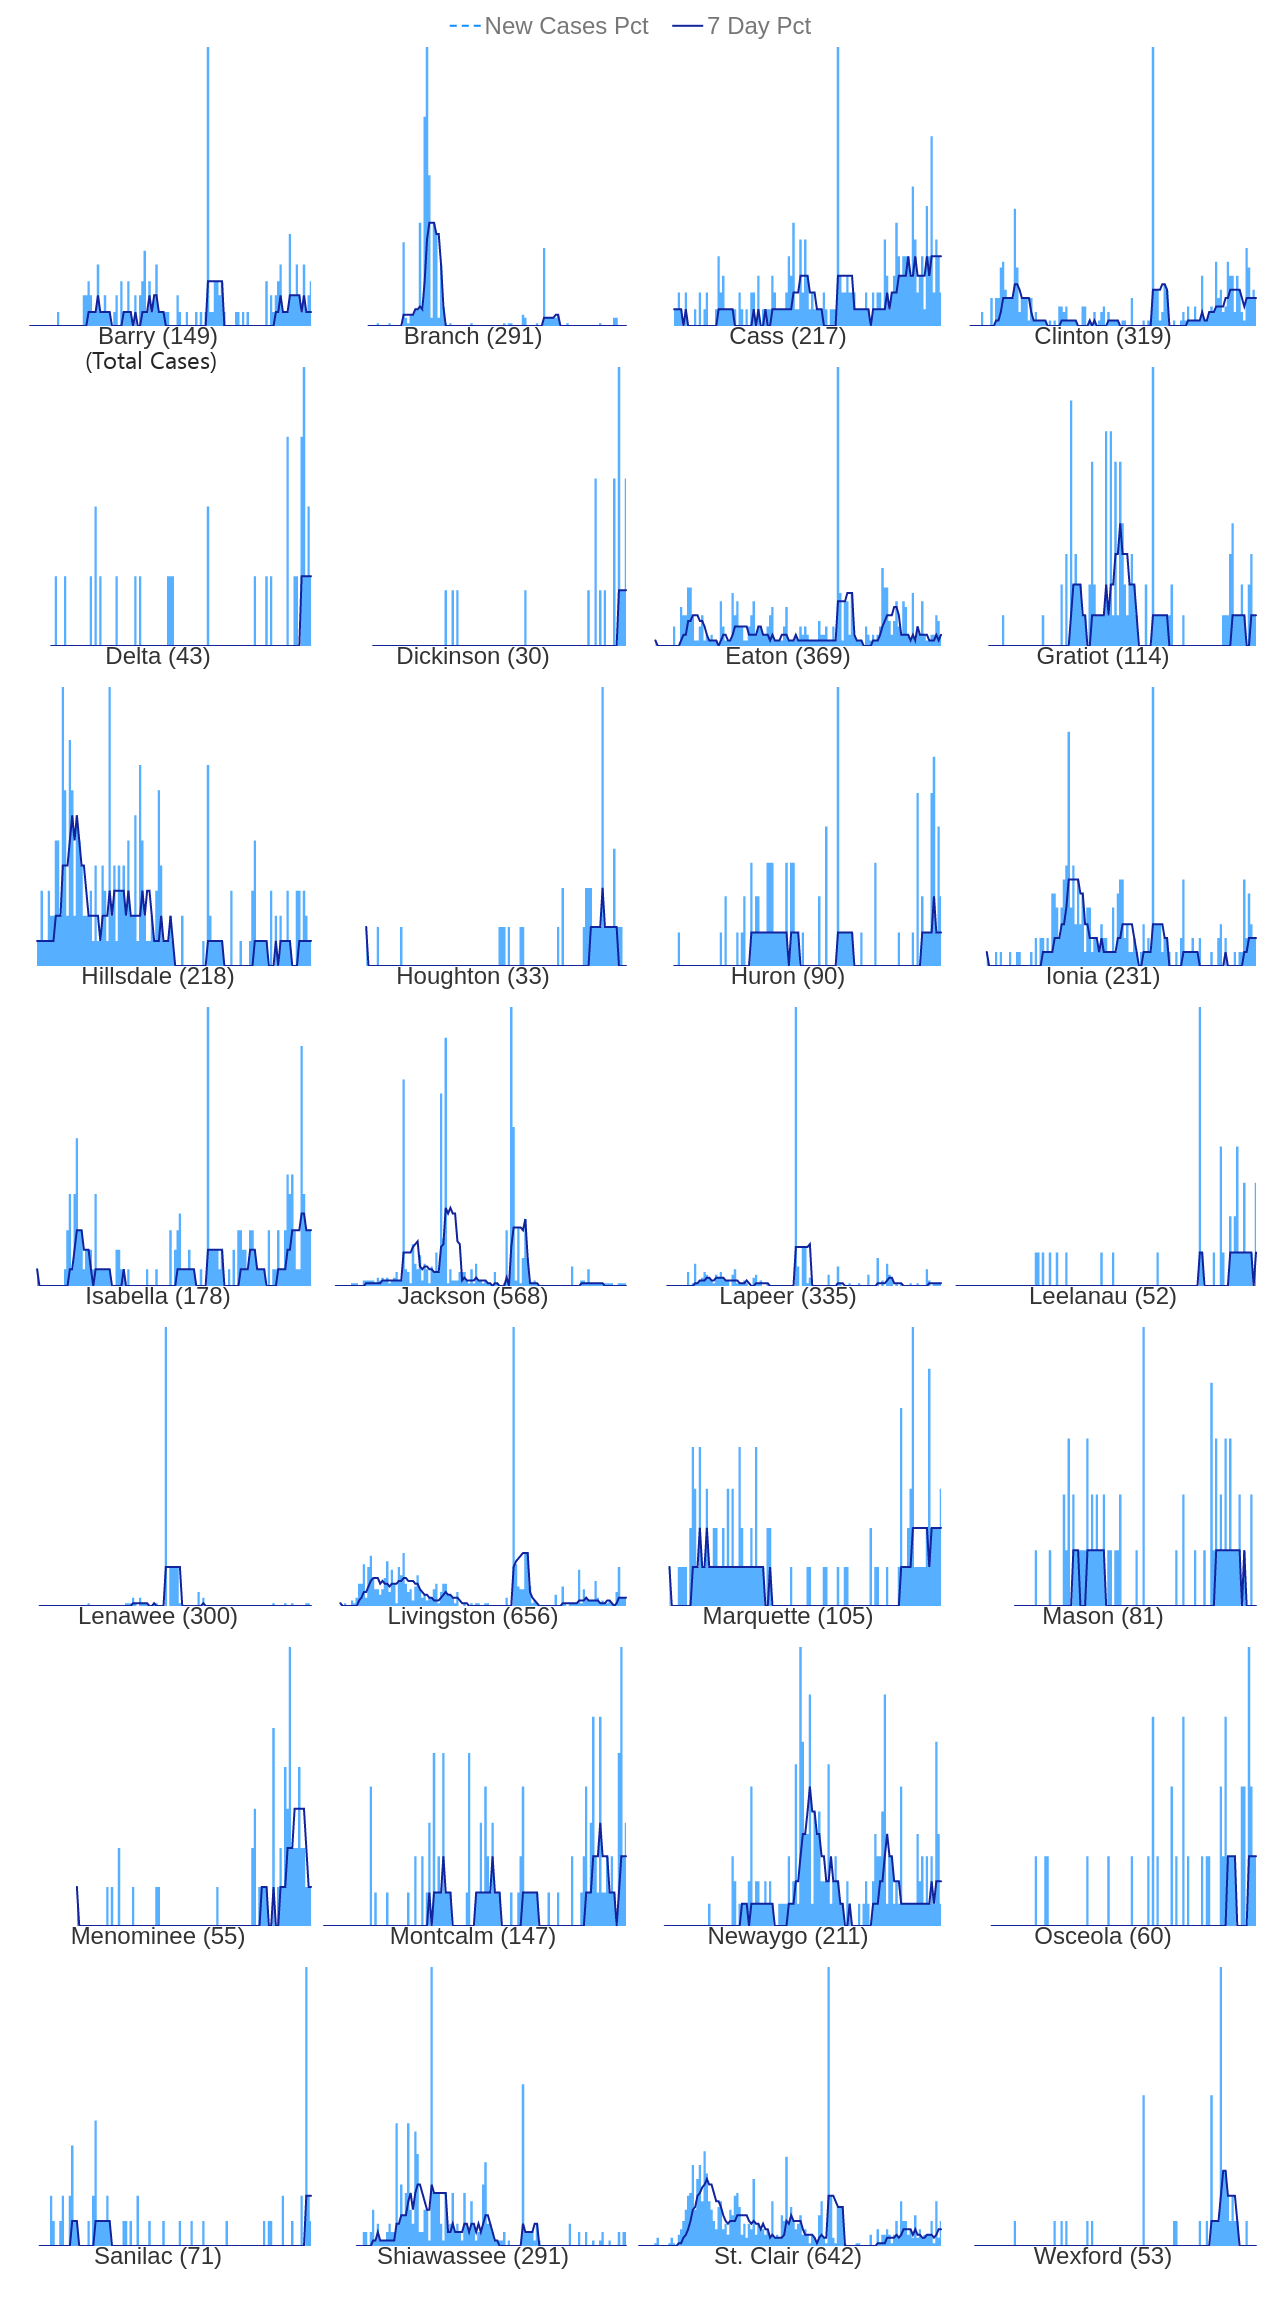 New Cases Pct 7 Day Pct
Barry (149) Branch (291) Cass (217) Clinton (319)
(Total Cases)
Delta (43) Dickinson (30) Eaton (369) Gratiot (114)
Hillsdale (218) Houghton (33) Huron (90) Ionia (231)
Isabella (178) Jackson (568) Lapeer (335) Leelanau (52)
Lenawee (300) Livingston (656) Marquette (105) Mason (81)
Menominee (55) Montcalm (147) Newaygo (211) Osceola (60)
Sanilac (71) Shiawassee (291) St. Clair (642) Wexford (53)